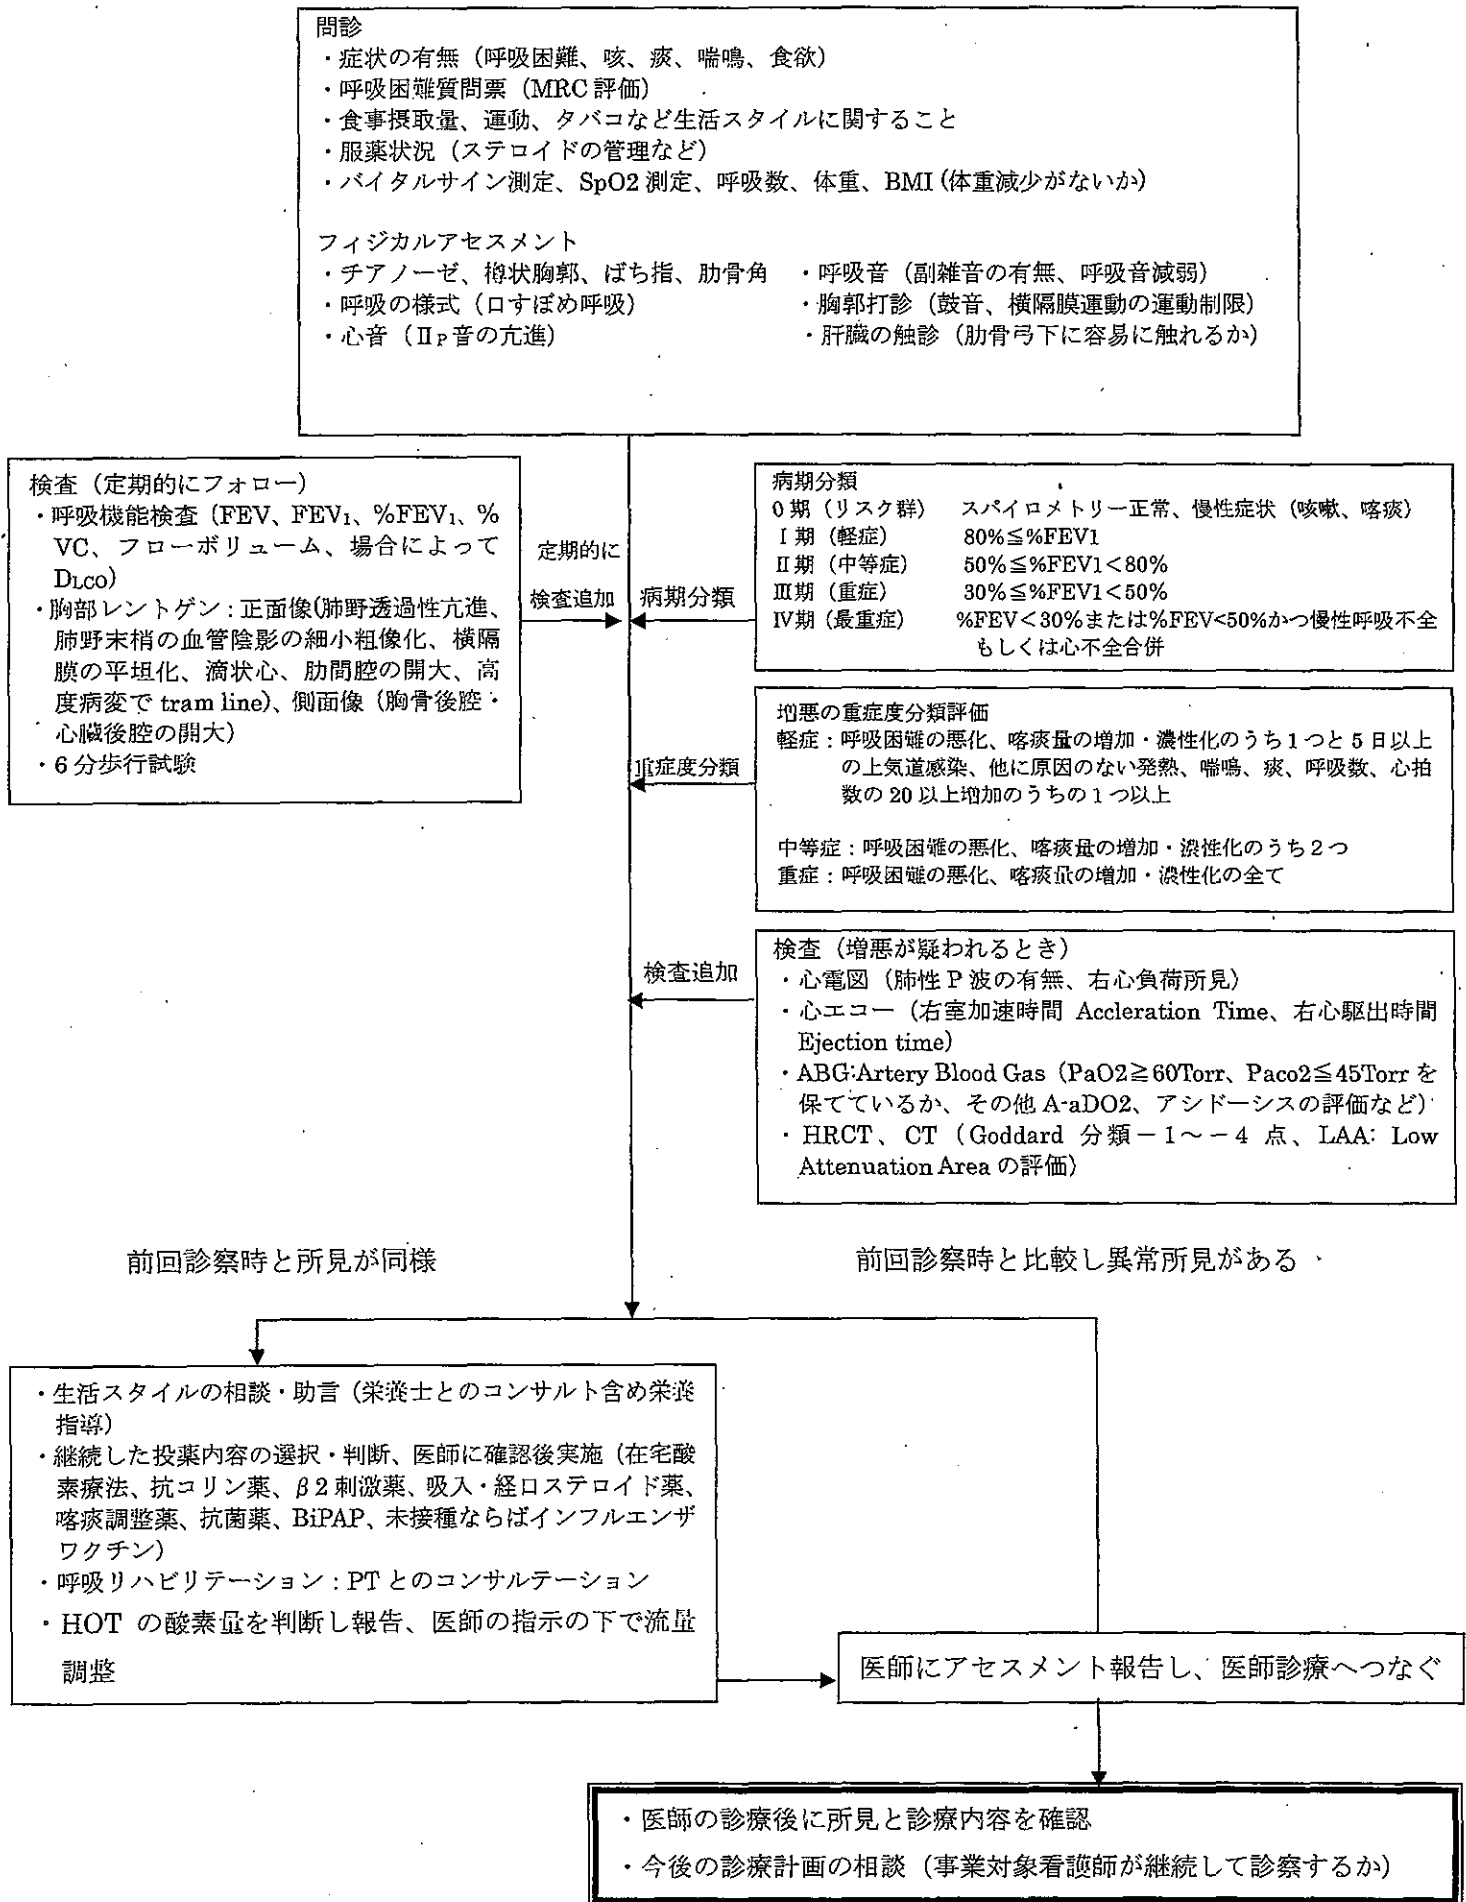 問診
・症状の有無（呼吸困難、咳、痰、喘鳴、食欲）
・呼吸困難質問票（MRC 評価）
・食事摂取量、運動、タバコなど生活スタイルに関すること
・服薬状況（ステロイドの管理など）
・バイタルサイン測定、SpO2 測定、呼吸数、体重、BMI（体重減少がないか）
フィジカルアセスメント
・チアノーゼ、樽状胸郭、ばち指、肋骨角　・呼吸音（副雑音の有無、呼吸音減弱）
・呼吸の様式（口すぼめ呼吸）　・胸郭打診（鼓音、横隔膜運動の運動制限）
・心音（ⅡP音の亢進）　・肝臓の触診（肋骨弓下に容易に触れるか）
検査（定期的にフォロー）
・呼吸機能検査（FEV、FEV1、%FEV1、%
VC、フローボリューム、場合によって
DLCO）
・胸部レントゲン：正面像(肺野透過性亢進、
肺野末梢の血管陰影の細小粗像化、横隔
膜の平坦化、滴状心、肋間腔の開大、高
度病変で tram line）、側面像（胸骨後腔・
心臓後腔の開大）
・6 分歩行試験
定期的に
検査追加
病期分類
病期分類
0 期（リスク群）　スパイロメトリー正常、慢性症状（咳嗽、喀痰）
Ⅰ期（軽症）　80%≦%FEV1
Ⅱ期（中等症）　50%≦%FEV1<80%
Ⅲ期（重症）　30%≦%FEV1<50%
Ⅳ期（最重症）　%FEV<30%または%FEV<50%かつ慢性呼吸不全
もしくは心不全合併
重症度分類
増悪の重症度分類評価
軽症：呼吸困難の悪化、喀痰量の増加・濃性化のうち 1 つと 5 日以上
の上気道感染、他に原因のない発熱、喘鳴、痰、呼吸数、心拍
数の 20 以上増加のうちの 1 つ以上
中等症：呼吸困難の悪化、喀痰量の増加・濃性化のうち 2 つ
重症：呼吸困難の悪化、喀痰量の増加・濃性化の全て
検査追加
検査（増悪が疑われるとき）
・心電図（肺性 P 波の有無、右心負荷所見）
・心エコー（右室加速時間 Accleration Time、右心駆出時間
Ejection time）
・ABG:Artery Blood Gas（PaO2≧60Torr、Paco2≦45Torr を
保てているか、その他 A-aDO2、アシドーシスの評価など）
・HRCT、CT（Goddard 分類－1～－4 点、LAA: Low
Attenuation Area の評価）
前回診察時と所見が同様
前回診察時と比較し異常所見がある
・生活スタイルの相談・助言（栄養士とのコンサルト含め栄養
指導）
・継続した投薬内容の選択・判断、医師に確認後実施（在宅酸
素療法、抗コリン薬、β2 刺激薬、吸入・経口ステロイド薬、
喀痰調整薬、抗菌薬、BiPAP、未接種ならばインフルエンザ
ワクチン）
・呼吸リハビリテーション：PT とのコンサルテーション
・HOT の酸素量を判断し報告、医師の指示の下で流量
調整
医師にアセスメント報告し、医師診療へつなぐ
・医師の診療後に所見と診療内容を確認
・今後の診療計画の相談（事業対象看護師が継続して診察するか）